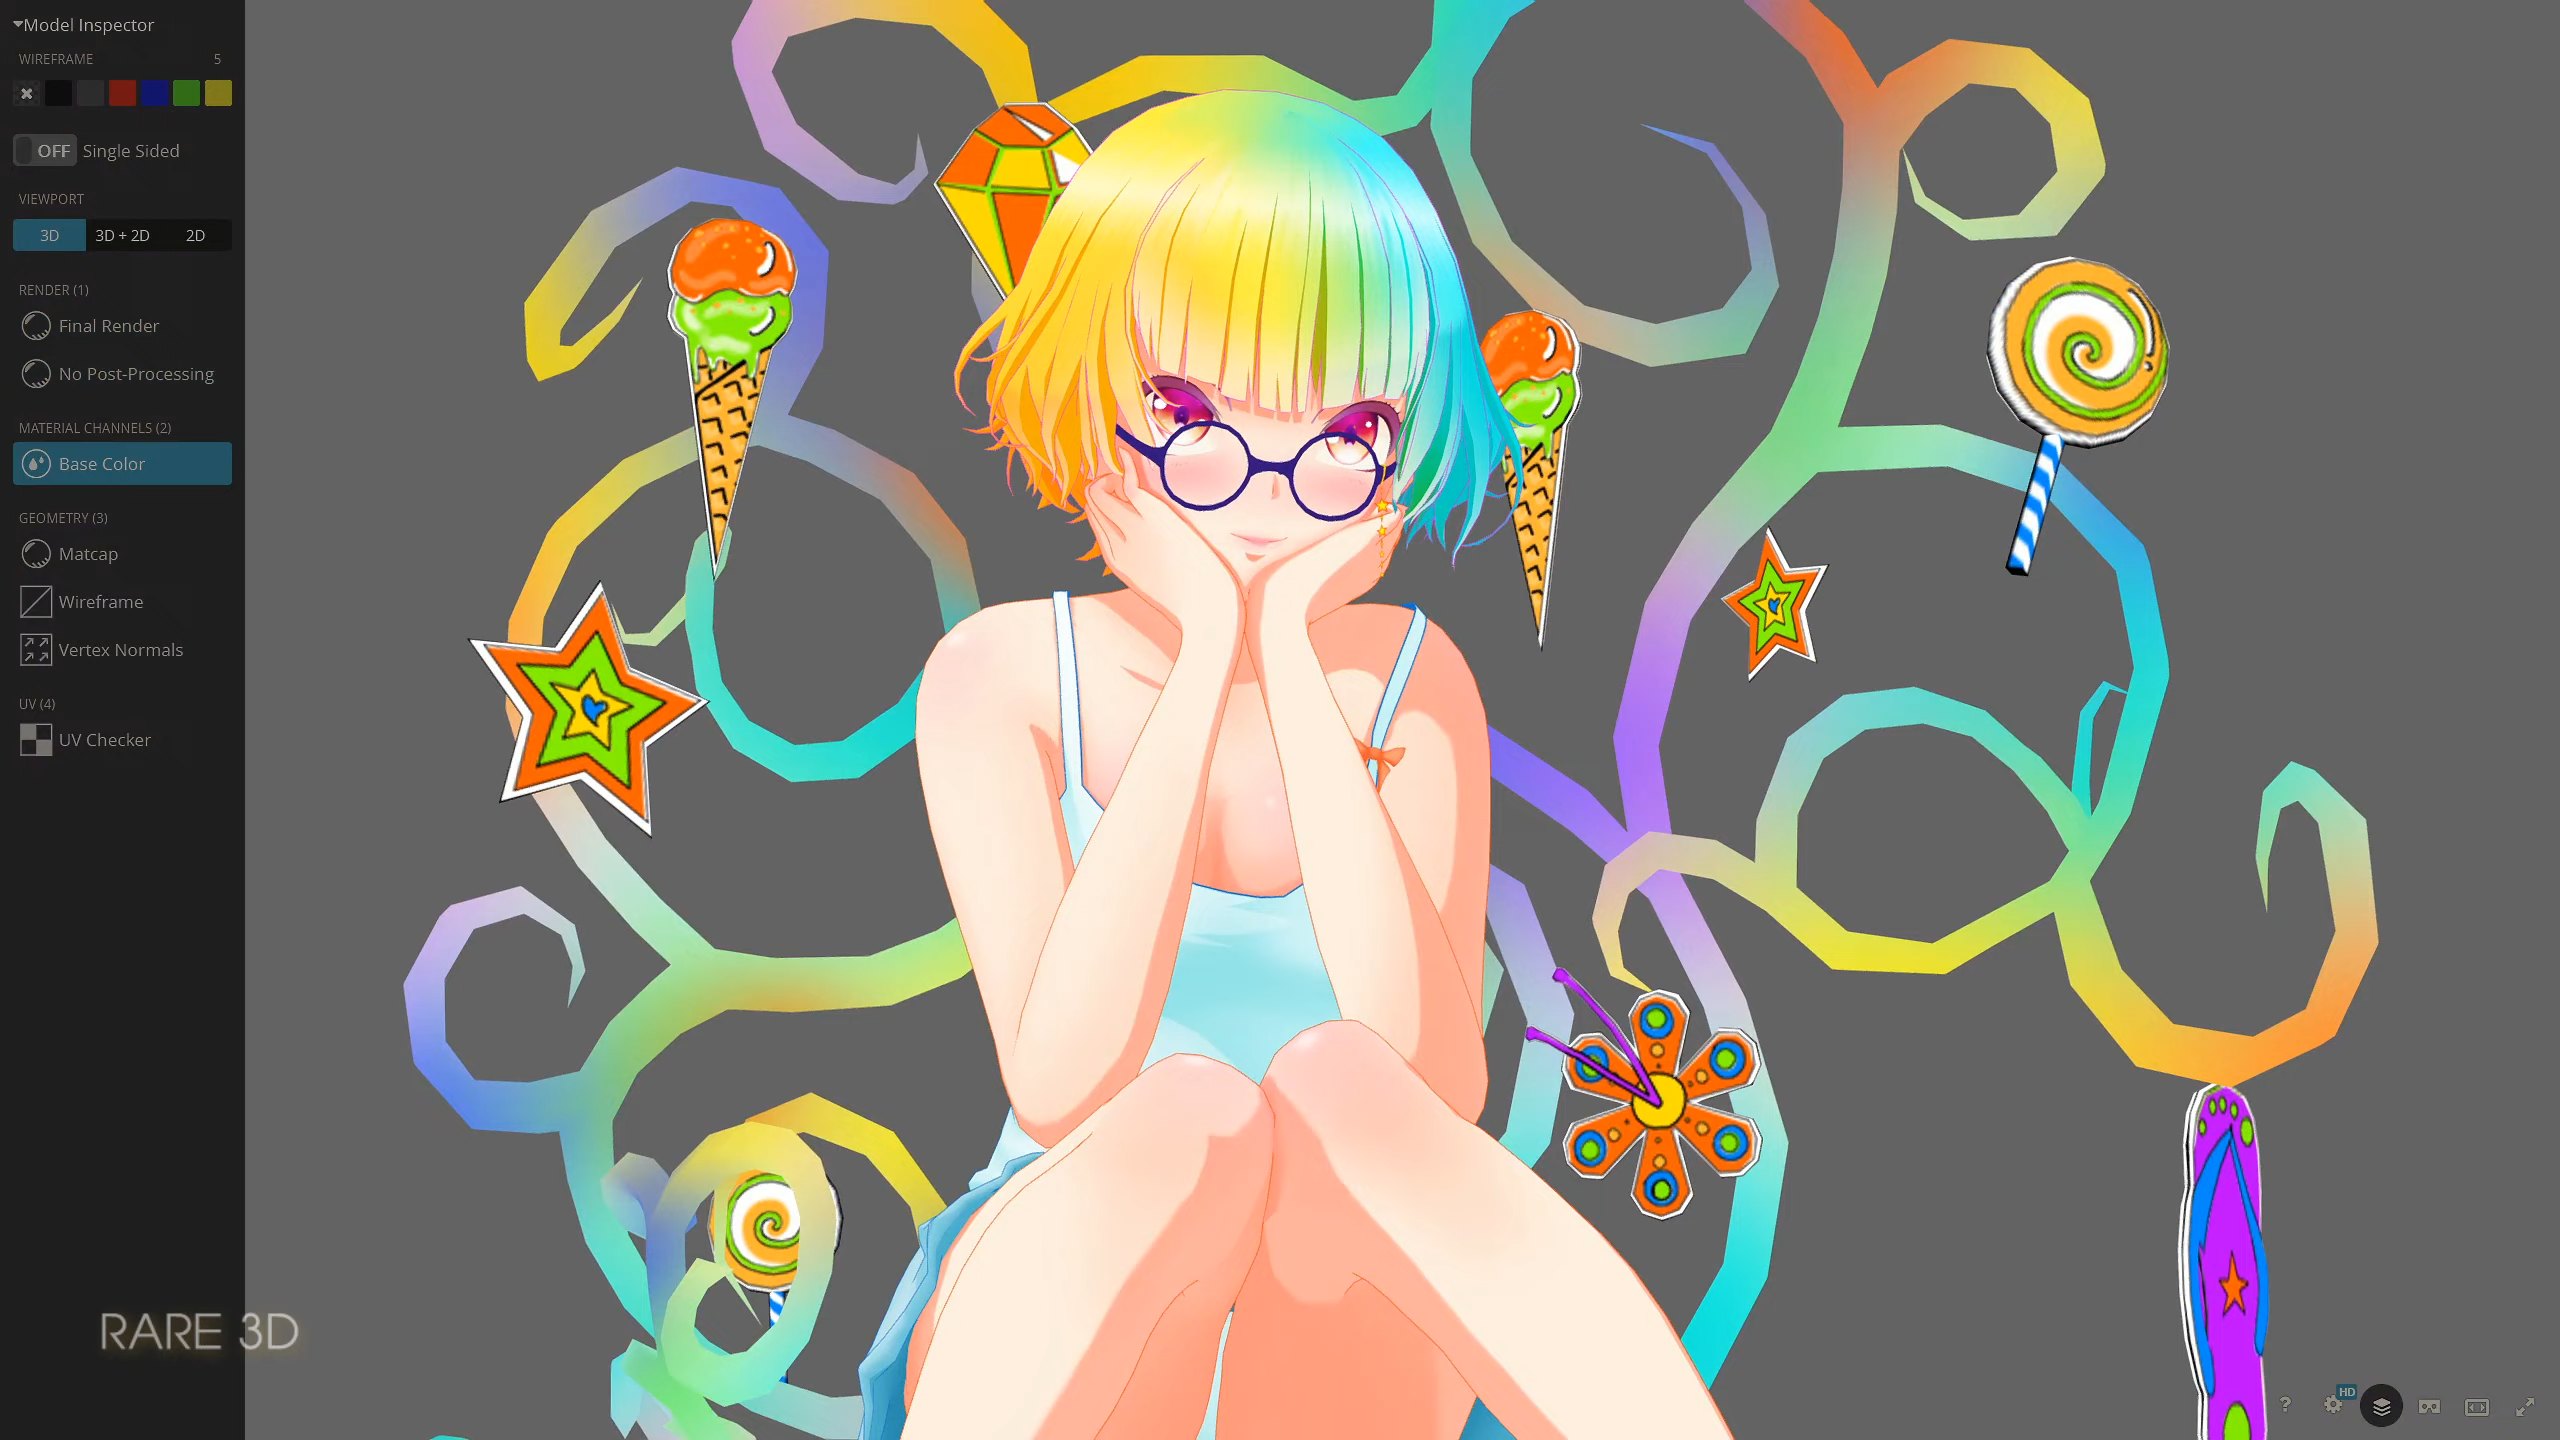 Model Inspector
WIREFRAME 5
OFF Single Sided
VIEWPORT
3D 3D + 2D 2D
RENDER (1)
Final Render
No Post-Processing
MATERIAL CHANNELS (2)
Base Color
GEOMETRY (3)
Matcap
Wireframe
Vertex Normals
UV (4)
UV Checker
RARE 3D
? HD